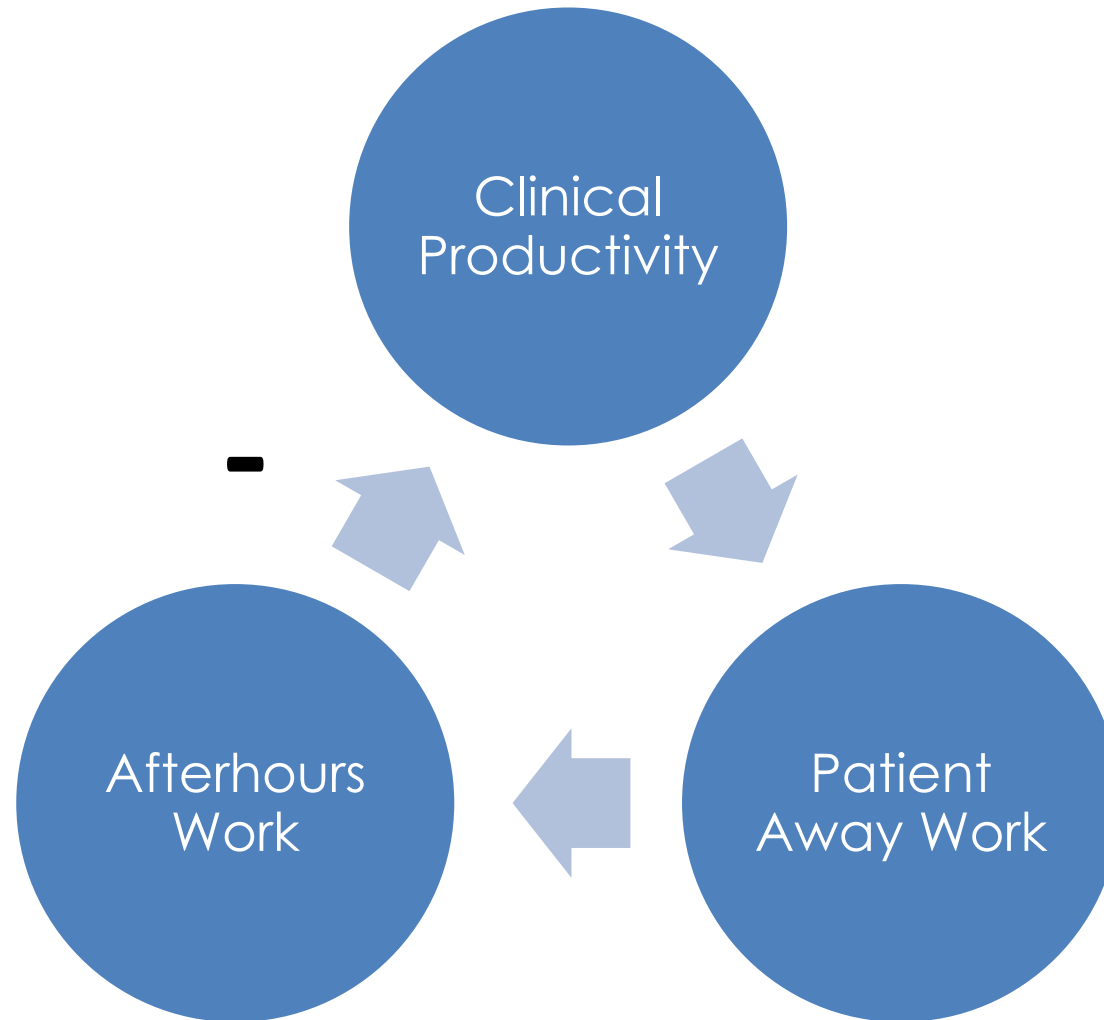 Clinical
Productivity
-
Afterhours
Work
Patient
Away Work